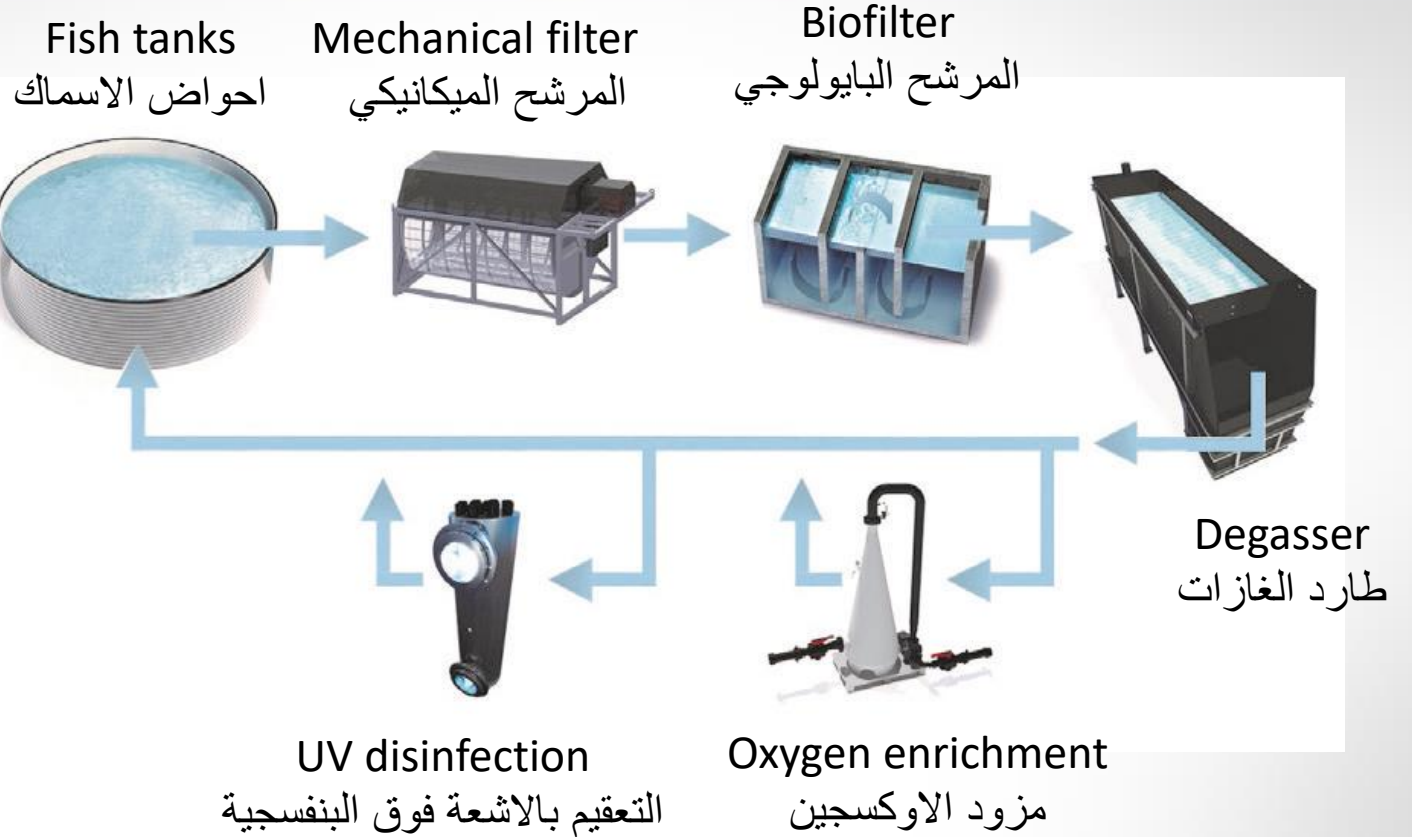 Fish tanks
احواض الاسماك
Mechanical filter
المرشح الميكانيكي
Biofilter
المرشح البايولوجي
Degasser
طارد الغازات
UV disinfection
التعقيم بالاشعة فوق البنفسجية
Oxygen enrichment
مزود الاوكسجين